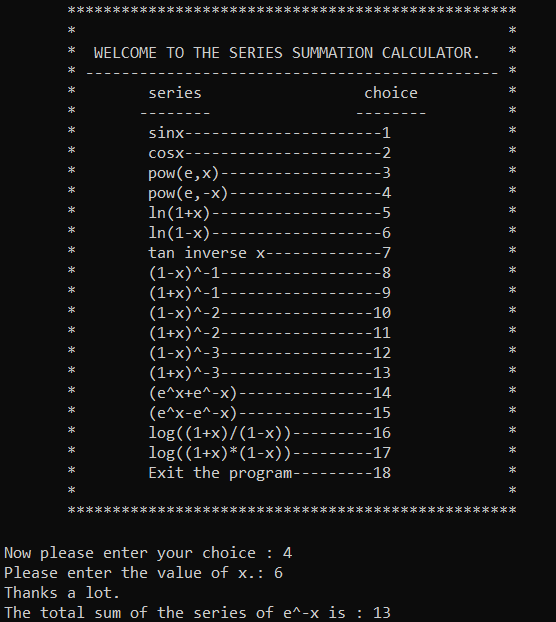 **************************************************
*                                                *
*  WELCOME TO THE SERIES SUMMATION CALCULATOR.   *
* ---------------------------------------------- *
*        series                  choice          *
*       --------                --------         *
*        sinx----------------------1             *
*        cosx----------------------2             *
*        pow(e,x)------------------3             *
*        pow(e,-x)-----------------4             *
*        ln(1+x)-------------------5             *
*        ln(1-x)-------------------6             *
*        tan inverse x-------------7             *
*        (1-x)^-1------------------8             *
*        (1+x)^-1------------------9             *
*        (1-x)^-2-----------------10             *
*        (1+x)^-2-----------------11             *
*        (1-x)^-3-----------------12             *
*        (1+x)^-3-----------------13             *
*        (e^x+e^-x)---------------14             *
*        (e^x-e^-x)---------------15             *
*        log((1+x)/(1-x))---------16             *
*        log((1+x)*(1-x))---------17             *
*        Exit the program---------18             *
*                                                *
**************************************************
Now please enter your choice : 4
Please enter the value of x.: 6
Thanks a lot.
The total sum of the series of e^-x is : 13